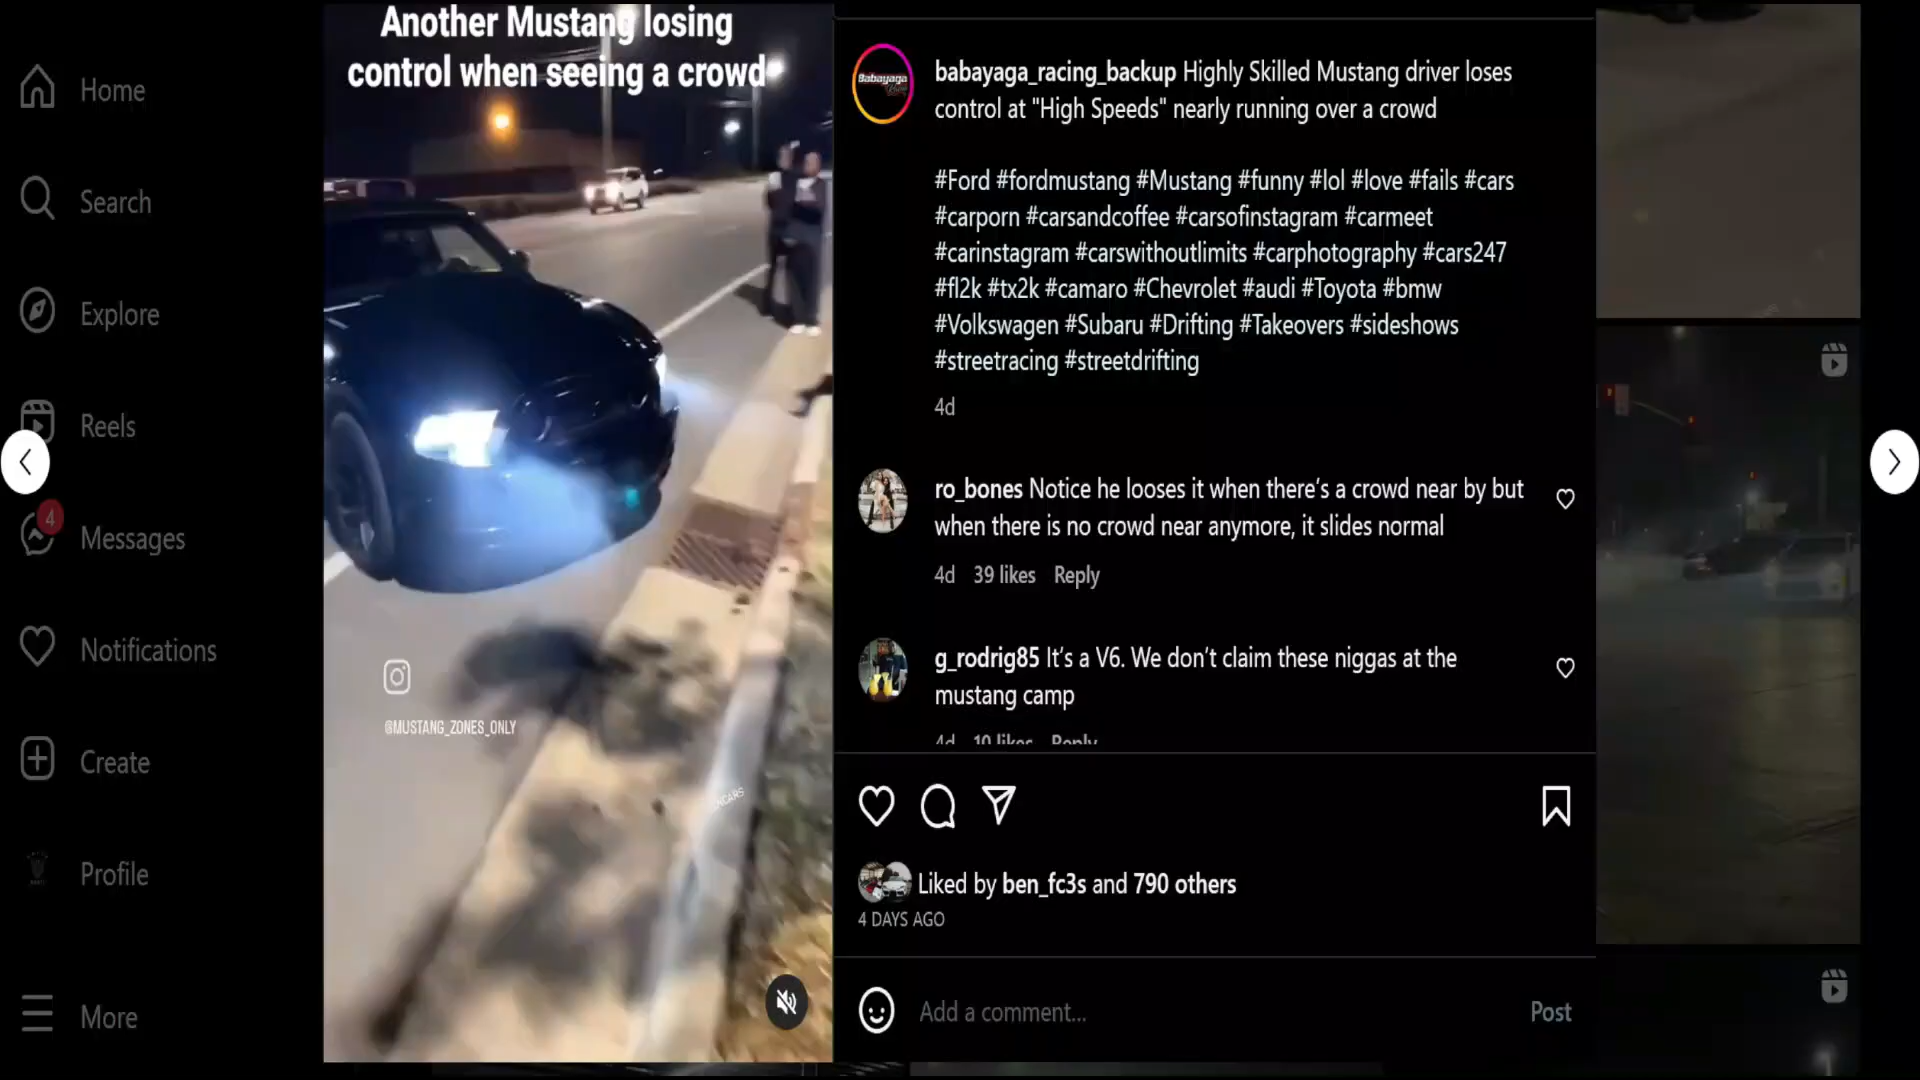 Another Mustang losing
control when seeing a crowd
Home
Search
Explore
Reels
4
Messages
Notifications
Create
Profile
More
@MUSTANG_ZONES_ONLY
Babayaga
babayaga_racing_backup Highly Skilled Mustang driver loses
control at "High Speeds" nearly running over a crowd
#Ford #fordmustang #Mustang #funny #lol #love #fails #cars
#carporn #carsandcoffee #carsofinstagram #carmeet
#carinstagram #carswithoutlimits #carphotography #cars247
#fl2k #tx2k #camaro #Chevrolet #audi #Toyota #bmw
#Volkswagen #Subaru #Drifting #Takeovers #sideshows
#streetracing #streetdrifting
4d
ro_bones Notice he looses it when there's a crowd near by but
when there is no crowd near anymore, it slides normal
4d 39 likes Reply
g_rodrig85 It's a V6. We don't claim these niggas at the
mustang camp
4d 10 likes Reply
Liked by ben_fc3s and 790 others
4 DAYS AGO
Add a comment...
Post